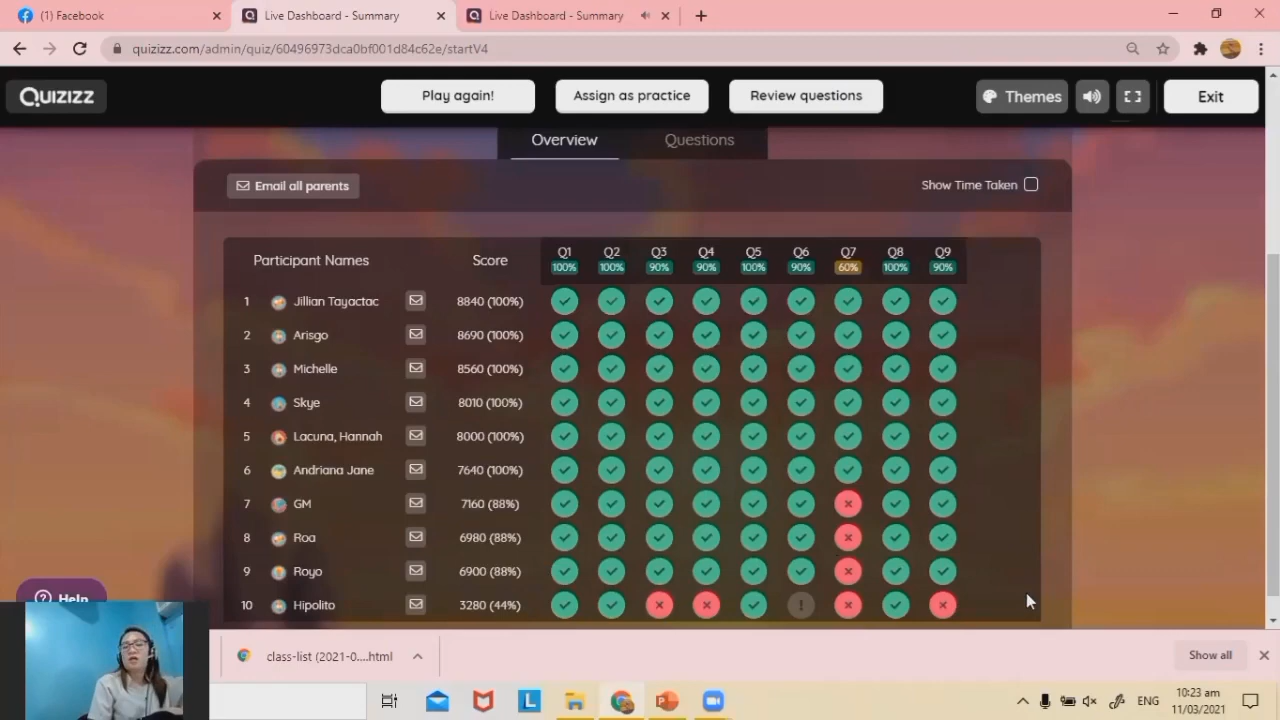 (1) Facebook
Live Dashboard - Summary
Live Dashboard - Summary
quizizz.com/admin/quiz/60496973dca0bf001d84c62e/startV4
Quizizz
Play again!
Assign as practice
Review questions
Themes
Exit
Overview
Questions
Email all parents
Show Time Taken
Participant Names Score Q1 Q2 Q3 Q4 Q5 Q6 Q7 Q8 Q9
100% 100% 90% 90% 100% 90% 60% 100% 90%
1 Jillian Tayactac 8840 (100%)
2 Arisgo 8690 (100%)
3 Michelle 8560 (100%)
4 Skye 8010 (100%)
5 Lacuna, Hannah 8000 (100%)
6 Andriana Jane 7640 (100%)
7 GM 7160 (88%)
8 Roa 6980 (88%)
9 Royo 6900 (88%)
10 Hipolito 3280 (44%)
Help
class-list (2021-0....html
Show all
ENG
10:23 am
11/03/2021